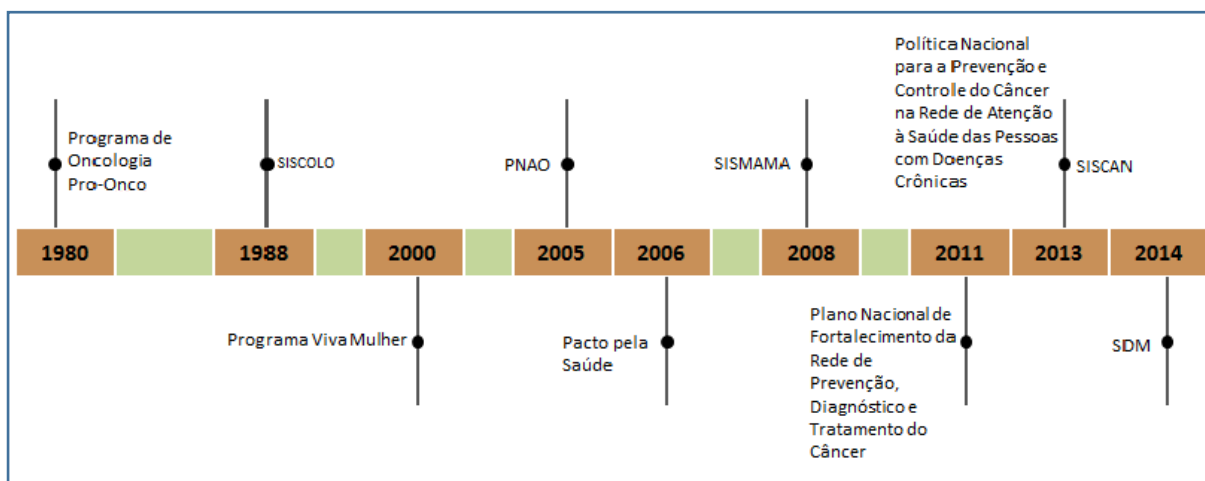 Política Nacional
para a Prevenção e
Controle do Câncer
na Rede de Atenção
à Saúde das Pessoas
com Doenças
Crônicas
Programa de
Oncologia
Pro-Onco
SISCOLO
PNAO
SISMAMA
SISCAN
1980
1988
2000
2005
2006
2008
2011
2013
2014
Programa Viva Mulher
Pacto pela
Saúde
Plano Nacional de
Fortalecimento da
Rede de
Prevenção,
Diagnóstico e
Tratamento do
Câncer
SDM